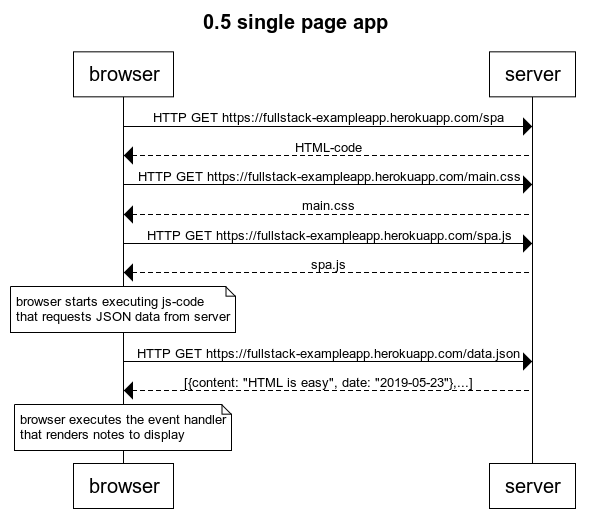 0.5 single page app
browser
server
HTTP GET https://fullstack-exampleapp.herokuapp.com/spa
HTML-code
HTTP GET https://fullstack-exampleapp.herokuapp.com/main.css
main.css
HTTP GET https://fullstack-exampleapp.herokuapp.com/spa.js
spa.js
browser starts executing js-code
that requests JSON data from server
HTTP GET https://fullstack-exampleapp.herokuapp.com/data.json
[{content: "HTML is easy", date: "2019-05-23"},...]
browser executes the event handler
that renders notes to display
browser
server